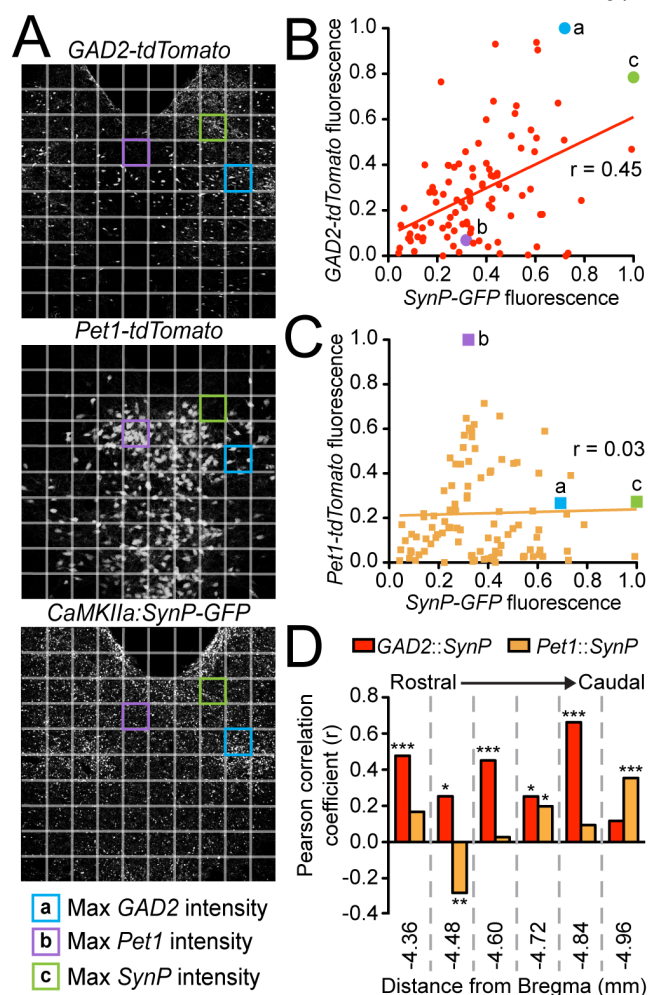 A
GAD2-tdTomato
Pet1-tdTomato
CaMKIIa:SynP-GFP
a Max GAD2 intensity
b Max Pet1 intensity
c Max SynP intensity
B
GAD2-tdTomato fluorescence
1.0
0.8
0.6
0.4
0.2
0.0
a
c
r = 0.45
b
0.0 0.2 0.4 0.6 0.8 1.0
SynP-GFP fluorescence
C
Pet1-tdTomato fluorescence
1.0
0.8
0.6
0.4
0.2
0.0
b
r = 0.03
a
c
0.0 0.2 0.4 0.6 0.8 1.0
SynP-GFP fluorescence
D
GAD2::SynP Pet1::SynP
Rostral Caudal
Pearson correlation
coefficient (r)
0.8
0.4
0.0
-0.2
-0.4
*** * *** * * *** ***
**
-4.36 -4.48 -4.60 -4.72 -4.84 -4.96
Distance from Bregma (mm)